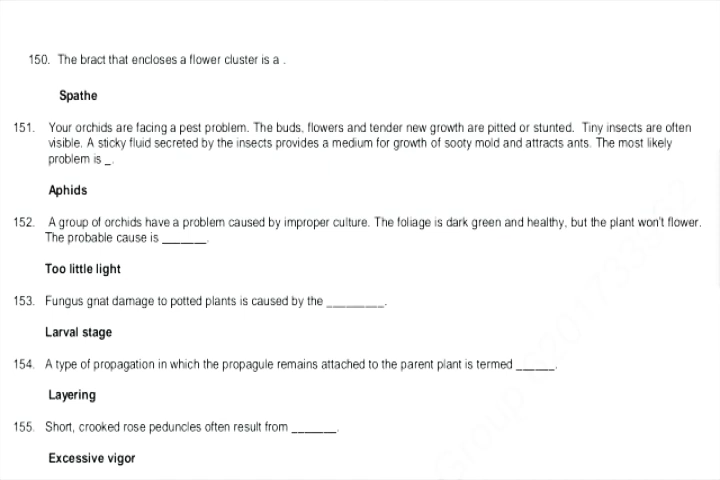 150. The bract that encloses a flower cluster is a .
Spathe
151. Your orchids are facing a pest problem. The buds, flowers and tender new growth are pitted or stunted. Tiny insects are often
visible. A sticky fluid secreted by the insects provides a medium for growth of sooty mold and attracts ants. The most likely
problem is _.
Aphids
152. A group of orchids have a problem caused by improper culture. The foliage is dark green and healthy, but the plant won't flower.
The probable cause is _______.
Too little light
153. Fungus gnat damage to potted plants is caused by the _________.
Larval stage
154. A type of propagation in which the propagule remains attached to the parent plant is termed ______.
Layering
155. Short, crooked rose peduncles often result from _______.
Excessive vigor